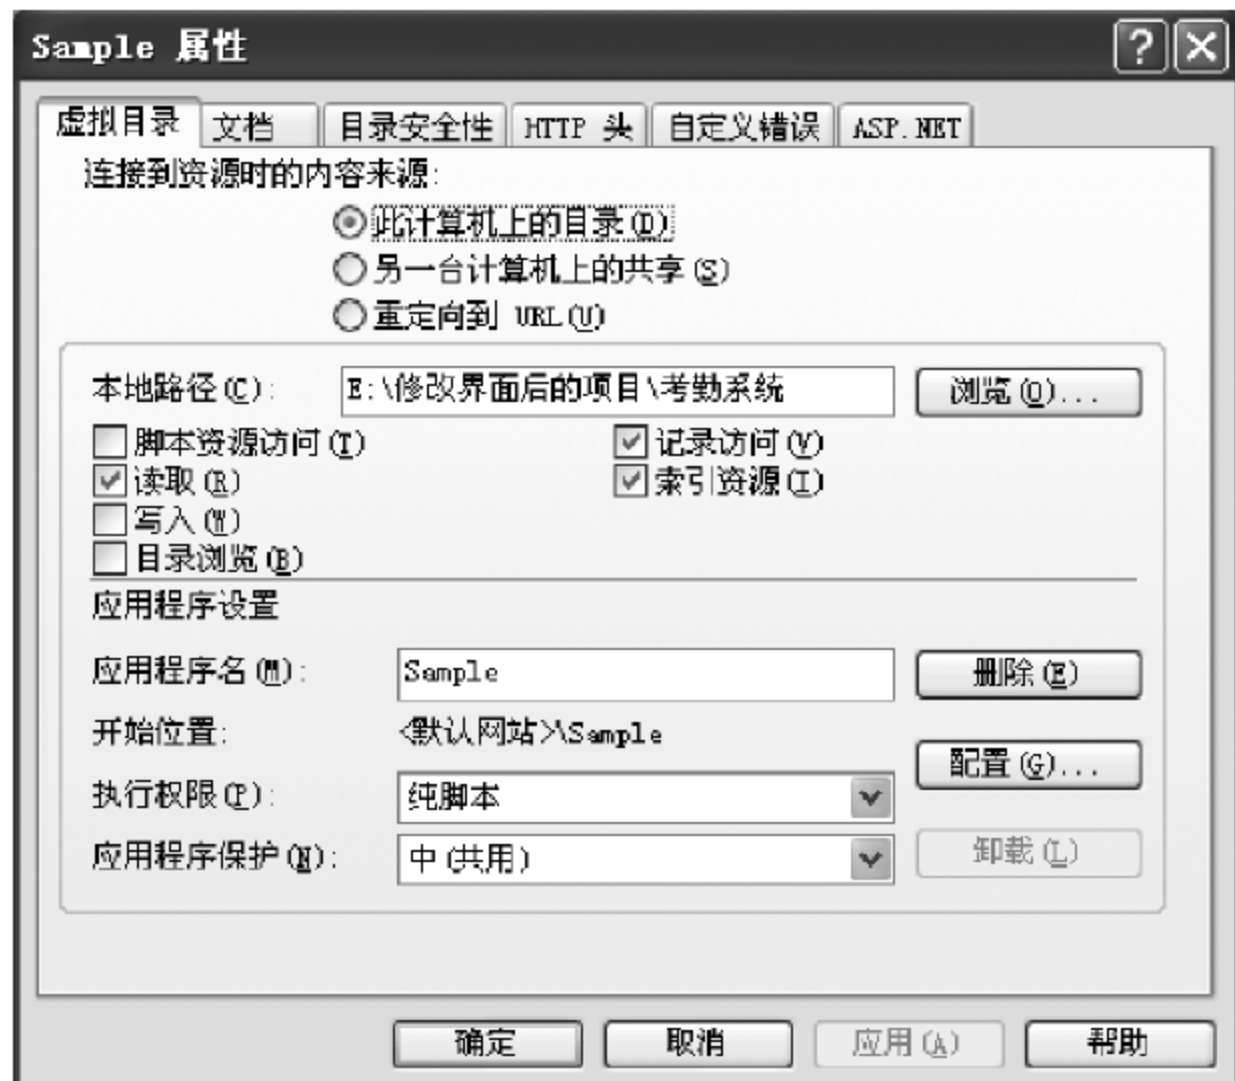 Sample 属性
虚拟目录 文档 目录安全性 HTTP 头 自定义错误 ASP.NET
连接到资源时的内容来源:
此计算机上的目录(D)
另一台计算机上的共享(S)
重定向到 URL(U)
本地路径(C): E:\修改界面后的项目\考勤系统 浏览(O)...
脚本资源访问(T) 记录访问(V)
读取(R) 索引资源(I)
写入(W)
目录浏览(B)
应用程序设置
应用程序名(M): Sample 删除(E)
开始位置: <默认网站>\Sample
配置(G)...
执行权限(P): 纯脚本
应用程序保护(N): 中(共用) 卸载(L)
确定 取消 应用(A) 帮助